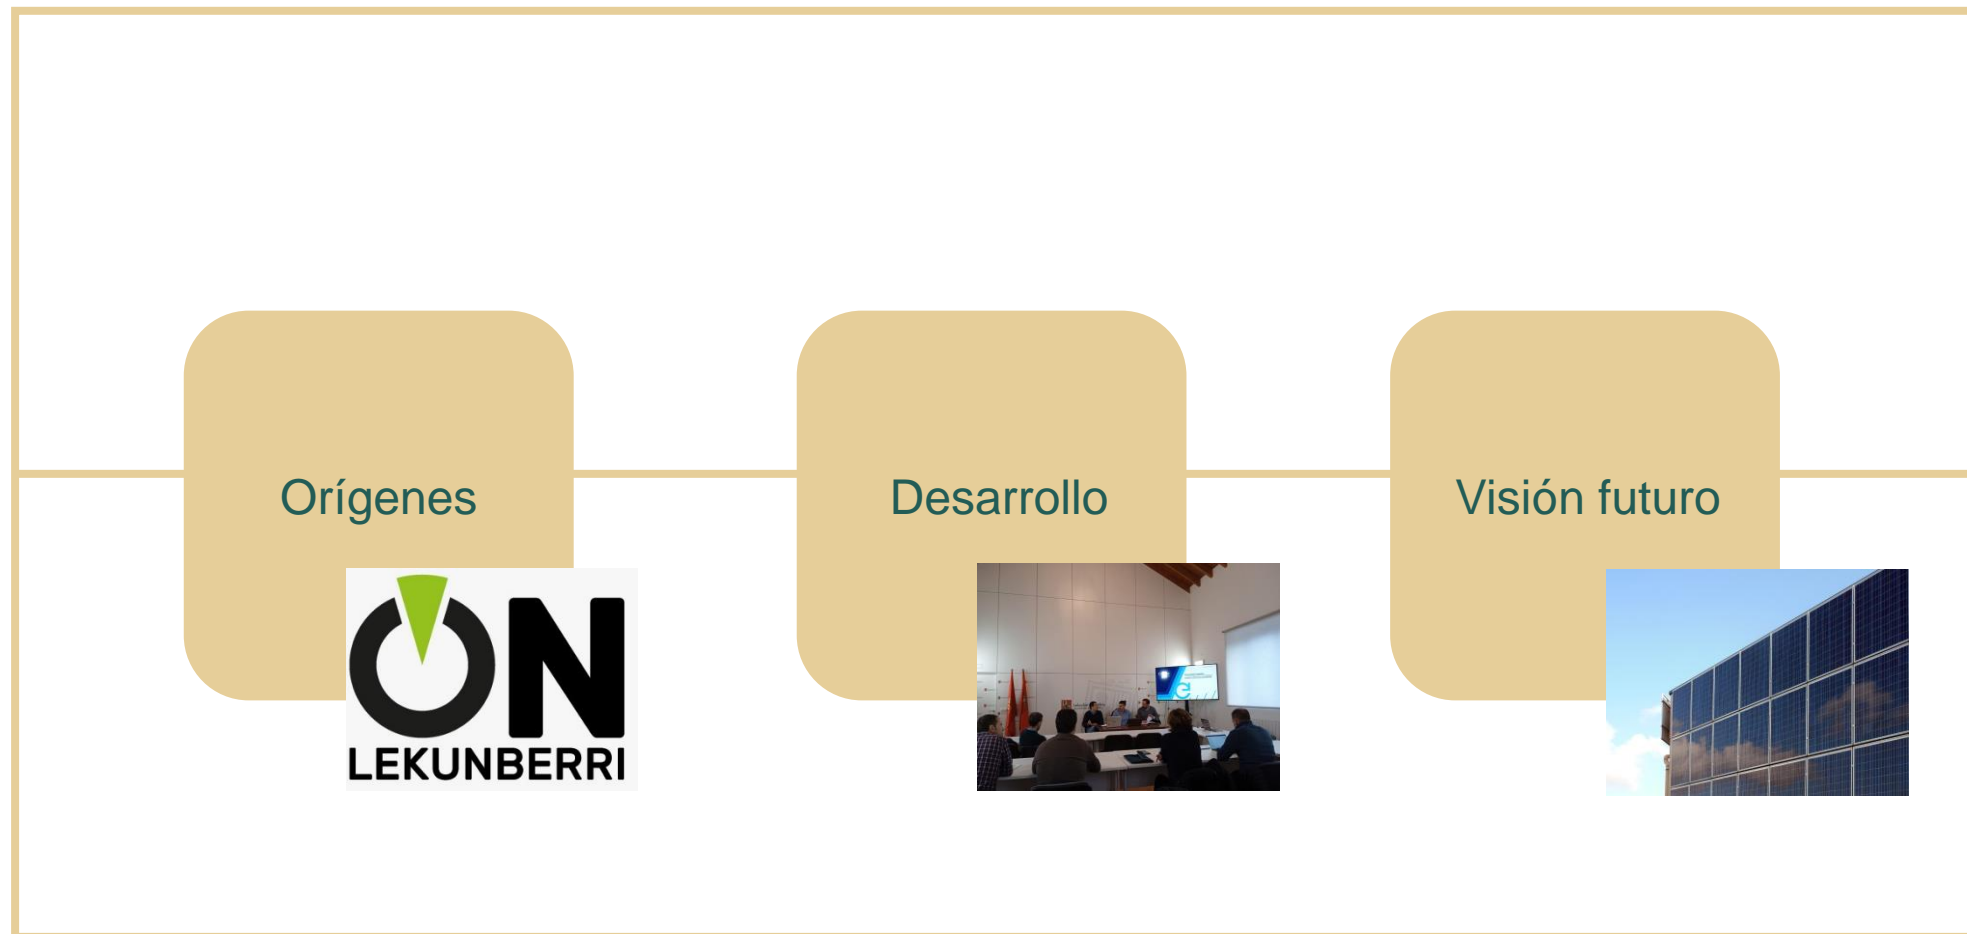 Orígenes
Desarrollo
Visión futuro
ON
LEKUNBERRI